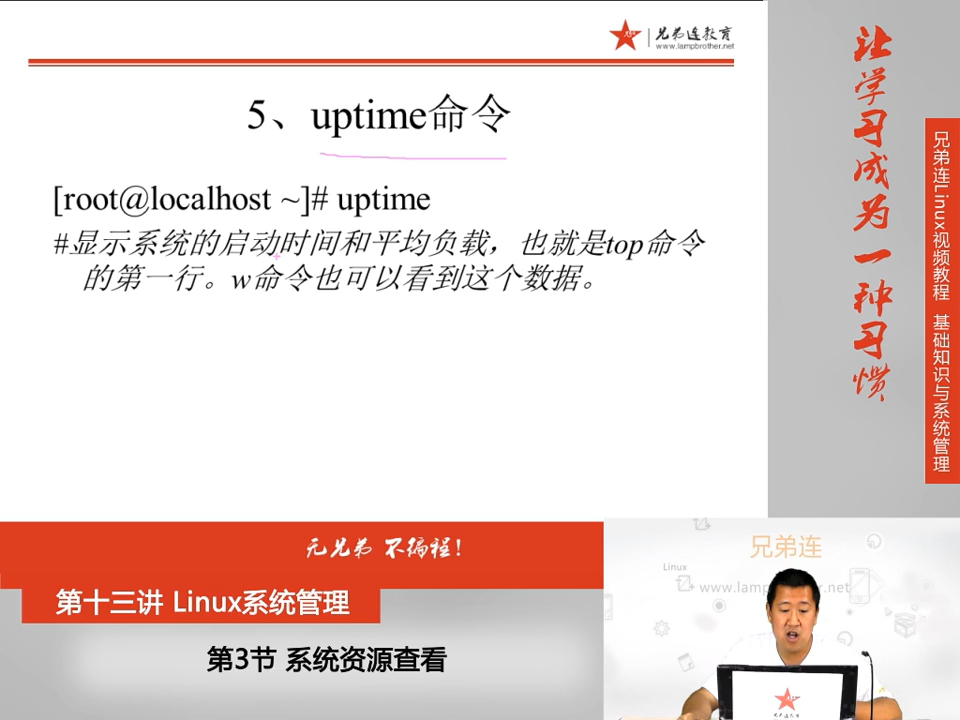 兄弟连教育
www.lampbrother.net
5、uptime命令
[root@localhost ~]# uptime
#显示系统的启动时间和平均负载，也就是top命令
的第一行。w命令也可以看到这个数据。
让学习成为一种习惯
兄弟连Linux视频教程 基础知识与系统管理
无兄弟 不编程！
第十三讲 Linux系统管理
第3节 系统资源查看
兄弟连
Linux
www.lampbrother.net
兄弟连教育